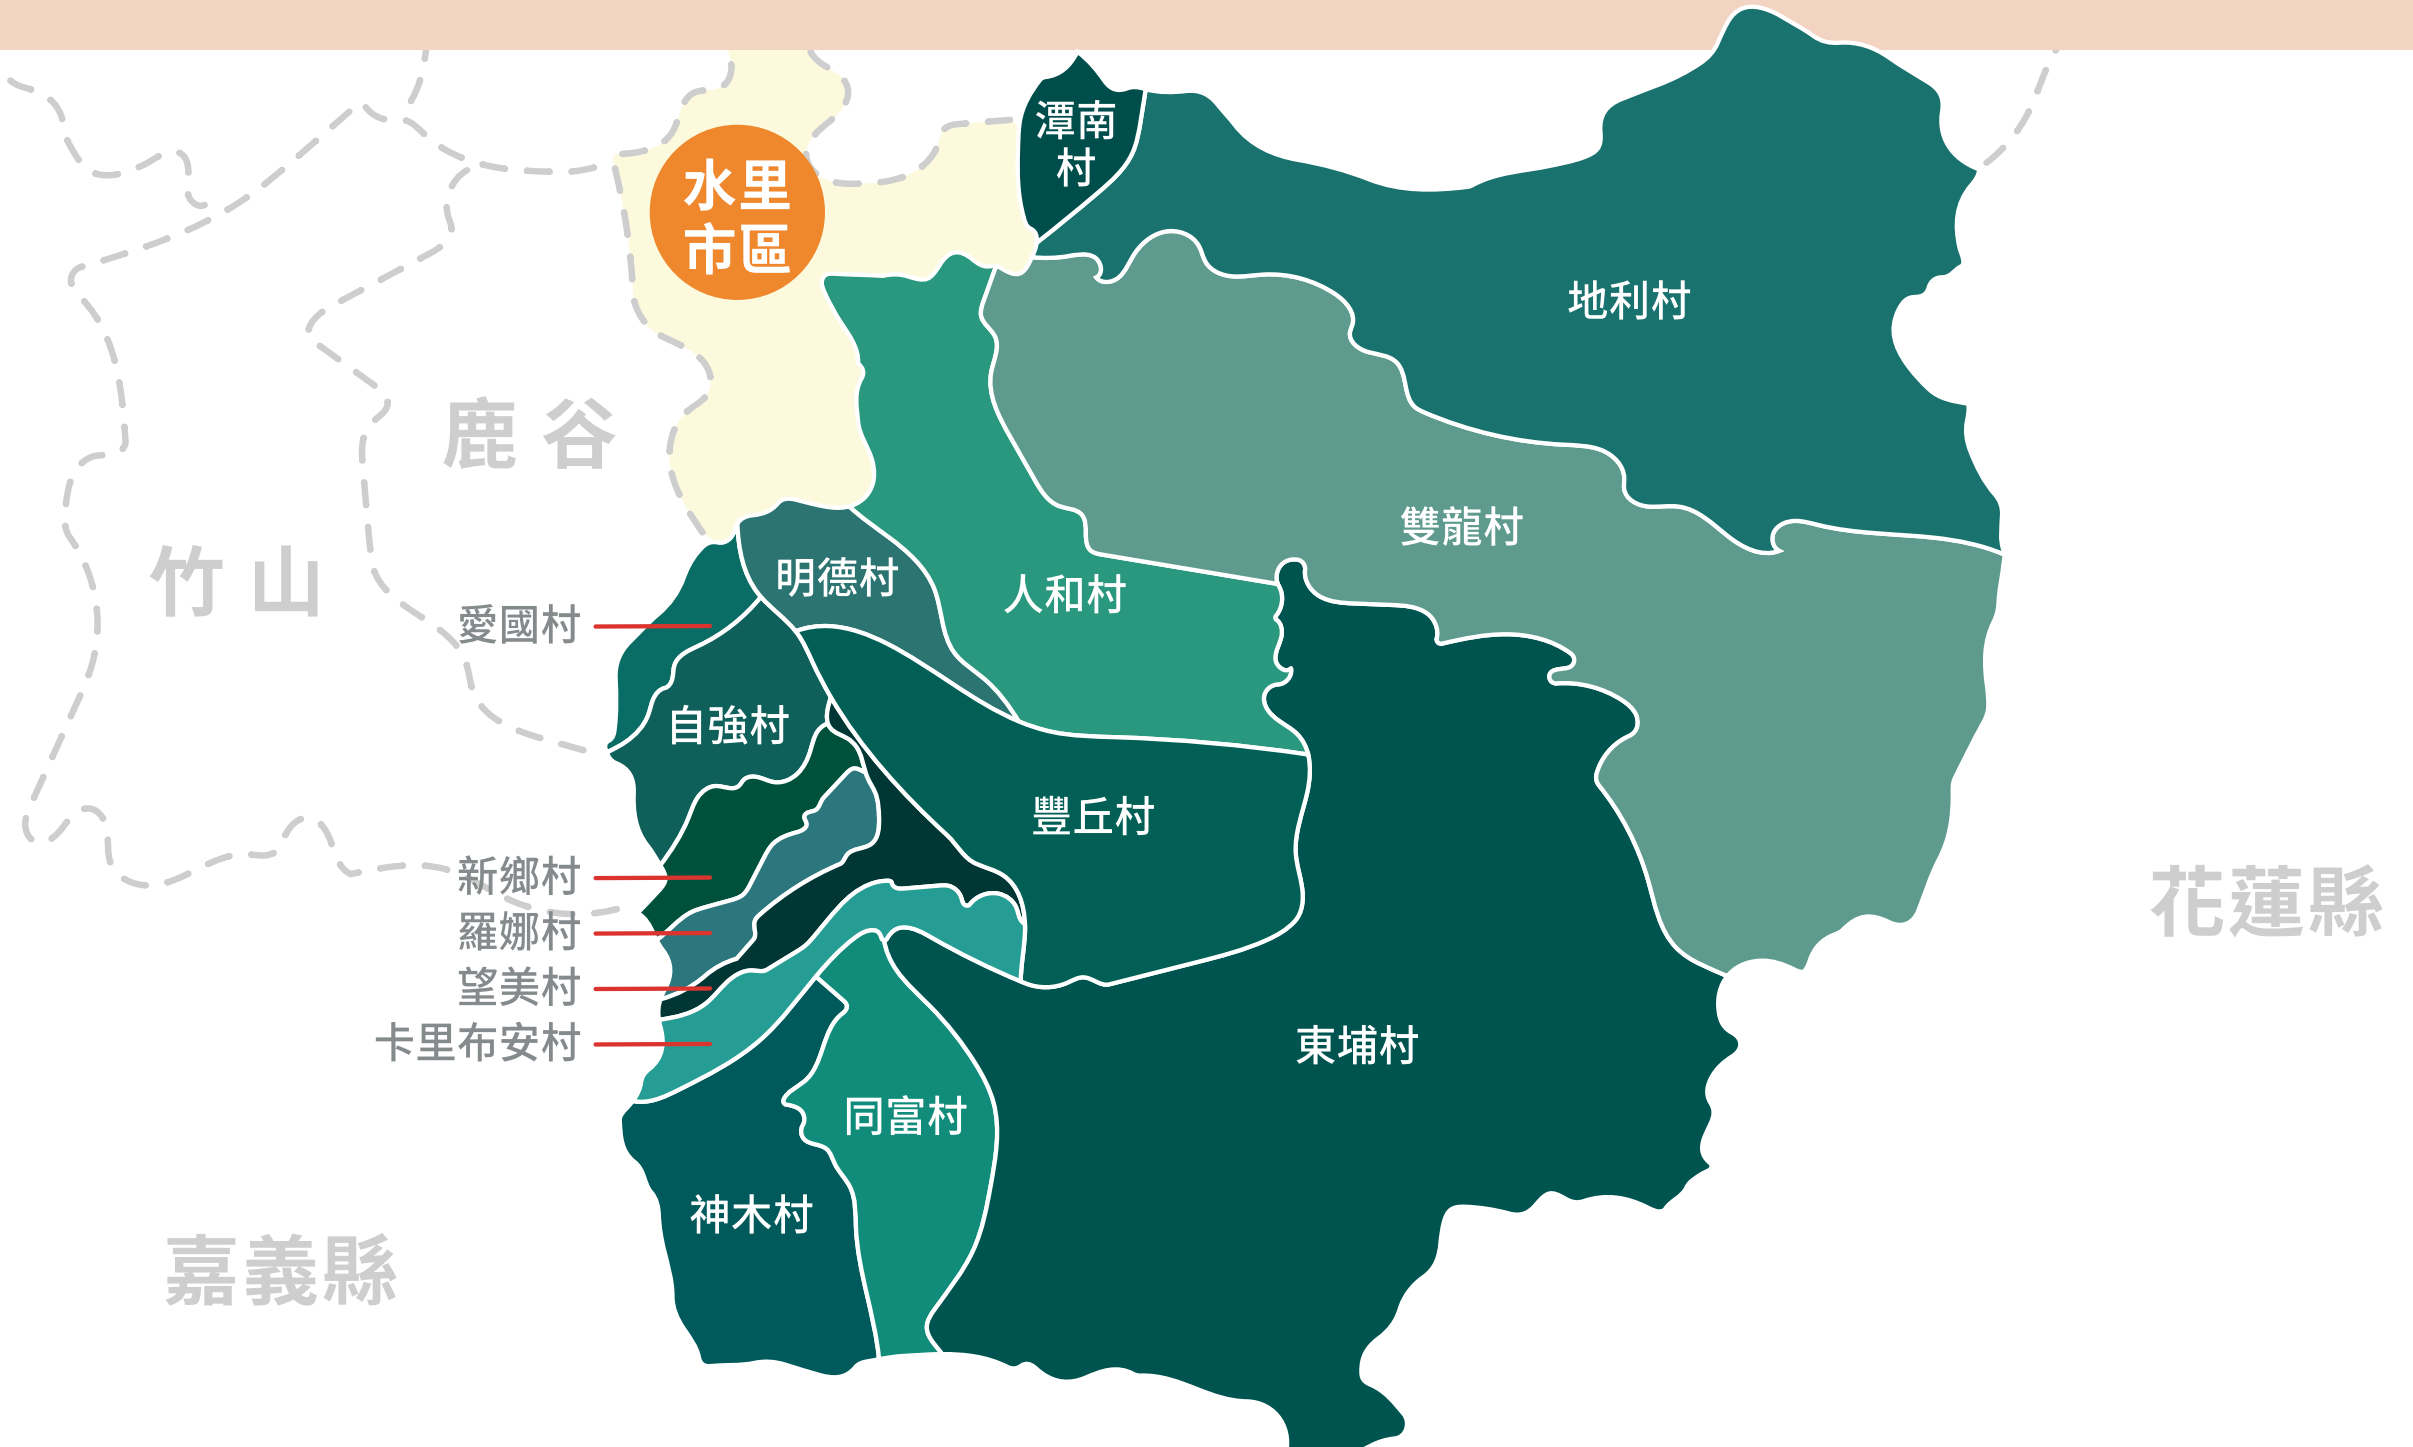 潭南
村
水里
市區
地利村
鹿谷
雙龍村
竹山
明德村
人和村
愛國村
自強村
豐丘村
新鄉村
花蓮縣
羅娜村
望美村
卡里布安村
東埔村
同富村
神木村
嘉義縣